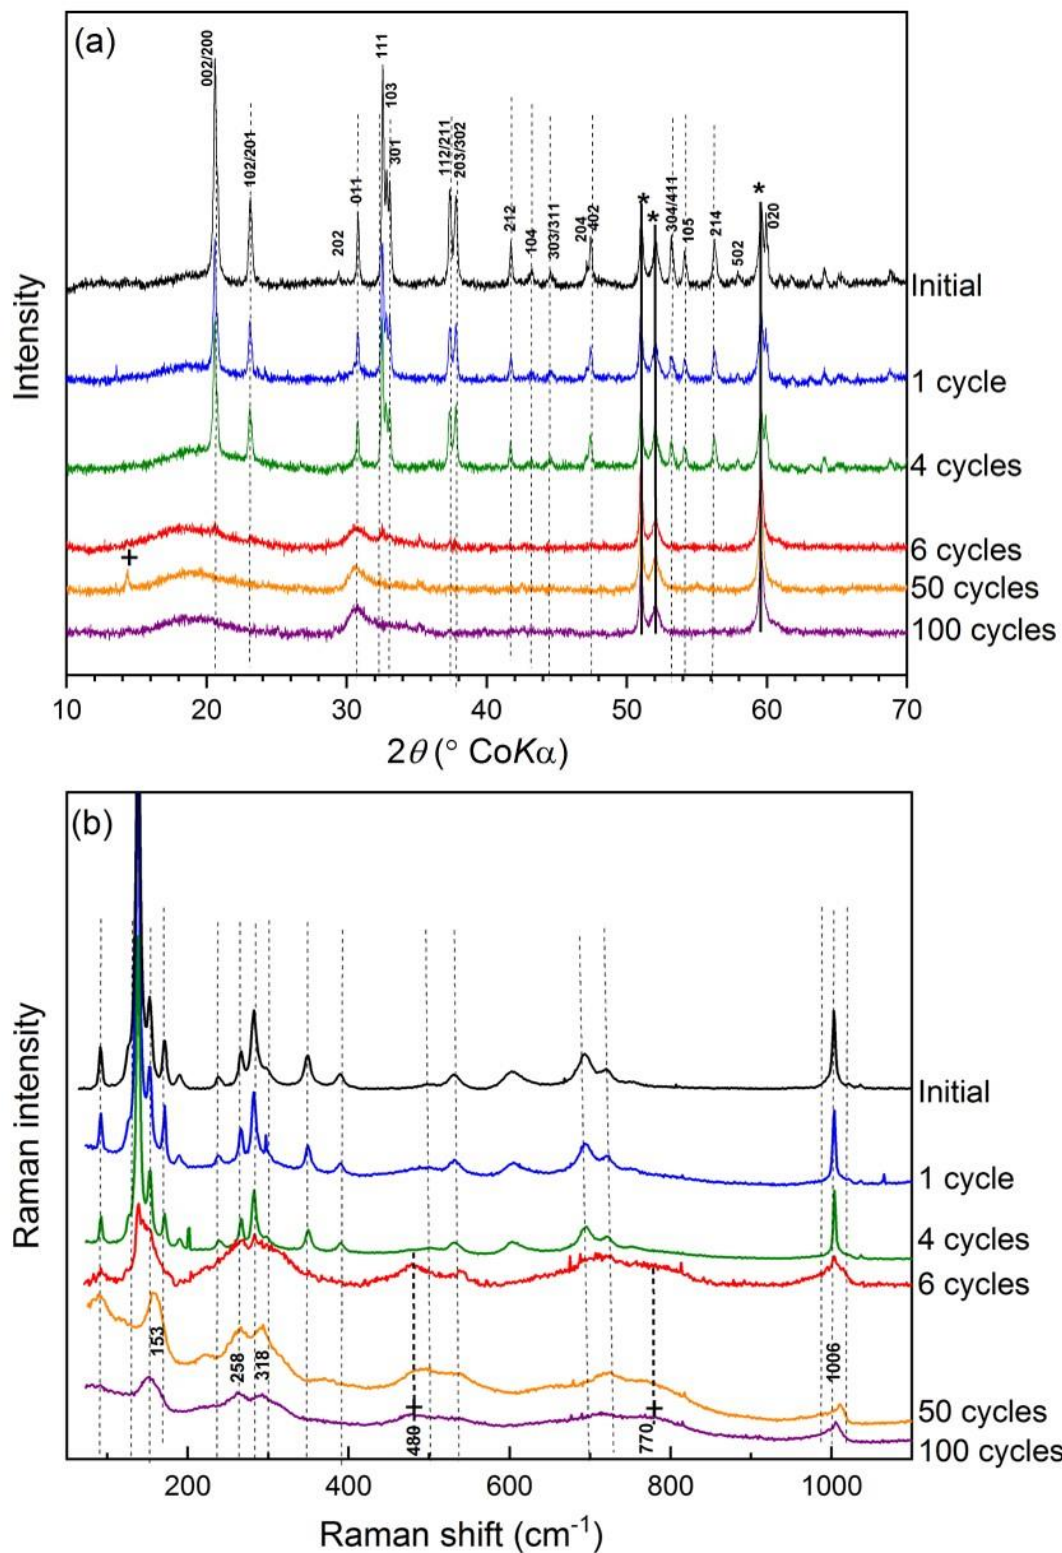 (a)
002/200
102/201
202
011
111
103
301
112/211
203/302
212
104
303/311
204
402
*
*
304/411
105
214
502
*
020
Initial
1 cycle
4 cycles
6 cycles
+
50 cycles
100 cycles
Intensity
10 20 30 40 50 60 70
2θ (° CoKα)
(b)
Initial
1 cycle
4 cycles
6 cycles
153
258
318
480
+
770
+
1006
50 cycles
100 cycles
Raman intensity
200 400 600 800 1000
Raman shift (cm⁻¹)